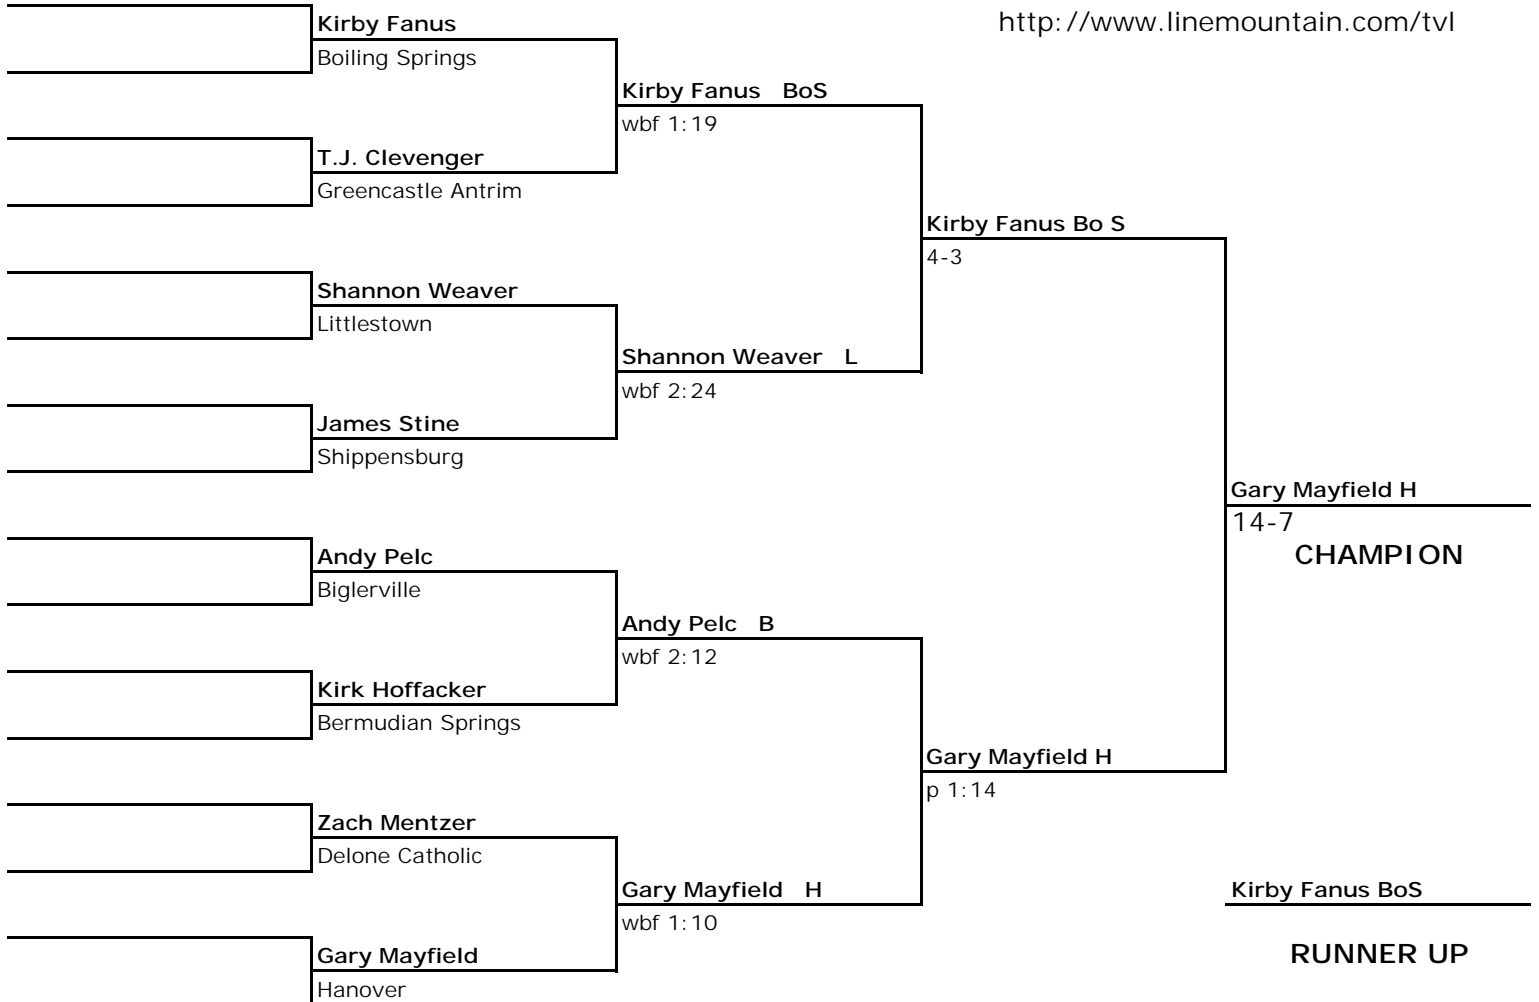 http://www.linemountain.com/tvl
Kirby Fanus
Boiling Springs
Kirby Fanus BoS
wbf 1:19
T.J. Clevenger
Greencastle Antrim
Kirby Fanus Bo S
4-3
Shannon Weaver
Littlestown
Shannon Weaver L
wbf 2:24
James Stine
Shippensburg
Gary Mayfield H
14-7
CHAMPION
Andy Pelc
Biglerville
Andy Pelc B
wbf 2:12
Kirk Hoffacker
Bermudian Springs
Gary Mayfield H
p 1:14
Zach Mentzer
Delone Catholic
Gary Mayfield H
wbf 1:10
Kirby Fanus BoS
RUNNER UP
Gary Mayfield
Hanover